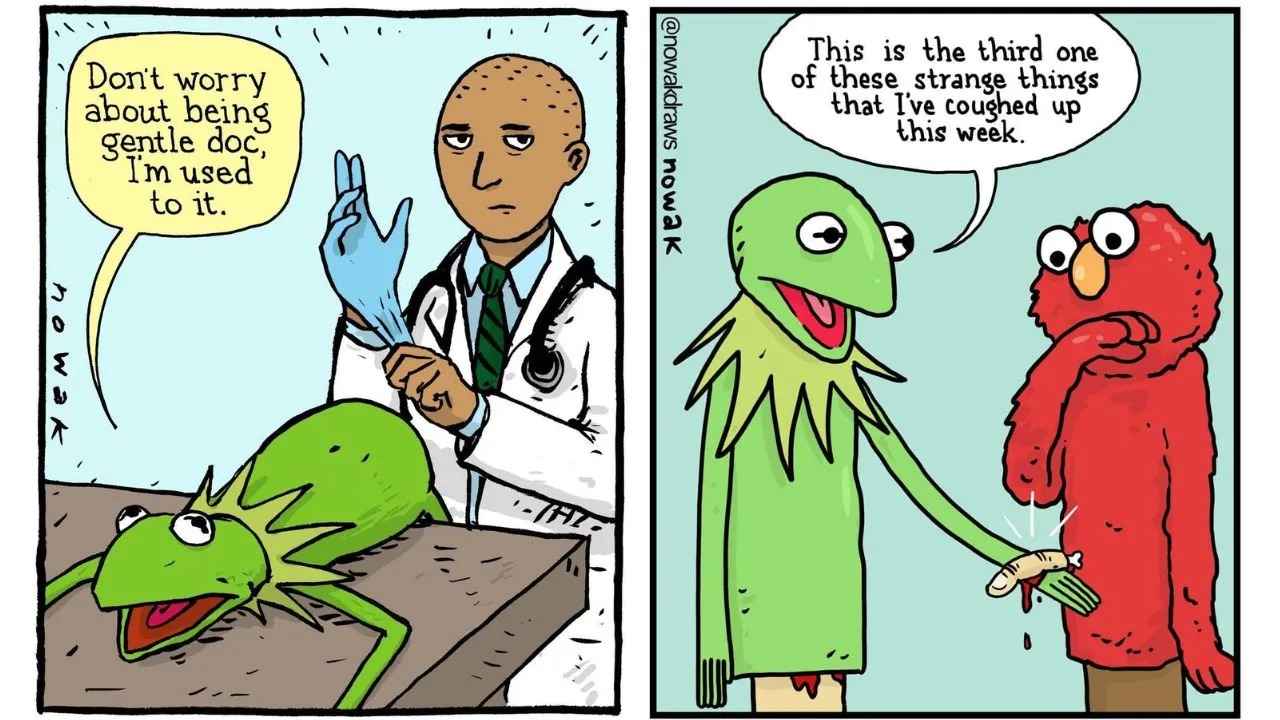 Don't worry
about being
gentle doc,
I'm used
to it.
nowak
This is the third one
of these strange things
that I've coughed up
this week.
@nowakdraws nowak